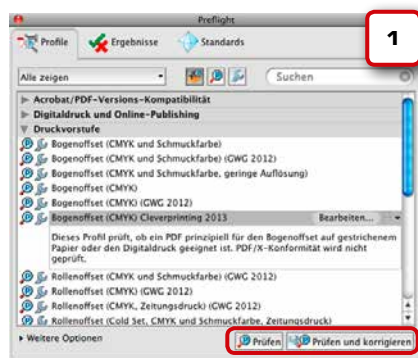 Preflight
1
Profile
Ergebnisse
Standards
Alle zeigen
Suchen
Acrobat/PDF-Versions-Kompatibilität
Digitaldruck und Online-Publishing
Druckvorstufe
Bogenoffset (CMYK und Schmuckfarbe)
Bogenoffset (CMYK und Schmuckfarbe) (GWG 2012)
Bogenoffset (CMYK und Schmuckfarbe, geringe Auflösung)
Bogenoffset (CMYK)
Bogenoffset (CMYK) (GWG 2012)
Bogenoffset (CMYK) Cleverprinting 2013 Bearbeiten...
Dieses Profil prüft, ob ein PDF prinzipiell für den Bogenoffset auf gestrichenem
Papier oder den Digitaldruck geeignet ist. PDF/X-Konformität wird nicht
geprüft.
Rollenoffset (CMYK und Schmuckfarbe) (GWG 2012)
Rollenoffset (CMYK) (GWG 2012)
Rollenoffset (CMYK, Zeitungsdruck) (GWG 2012)
Rollenoffset (Cold Set, CMYK und Schmuckfarbe, Zeitungsdruck)
Weitere Optionen
Prüfen
Prüfen und korrigieren